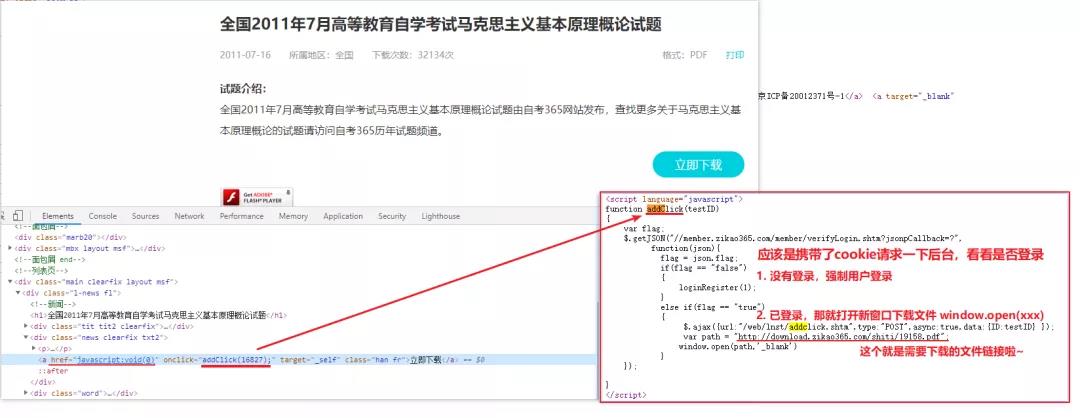 全国2011年7月高等教育自学考试马克思主义基本原理概论试题
2011-07-16 所属地区：全国 下载次数：32134次 格式：PDF 打印
试题介绍：
全国2011年7月高等教育自学考试马克思主义基本原理概论试题由自考365网站发布，查找更多关于马克思主义基
本原理概论的试题请访问自考365历年试题频道。
立即下载
Get ADOBE®
FLASH® PLAYER
京ICP备20012371号-1</a> <a target="_blank"
Elements Console Sources Network Performance Memory Application Security Lighthouse
<!--面包屑-->
<div class="marb20"></div>
<div class="mbx layout msf">…</div>
<!--面包屑 end-->
<!--列表页-->
<div class="main clearfix layout msf">
<div class="l-news fl">
<!--新闻-->
<h1>全国2011年7月高等教育自学考试马克思主义基本原理概论试题</h1>
<div class="tit tit2 clearfix">…</div>
<div class="news clearfix txt2">
<p>…</p>
<a href="javascript:void(0)" onclick="addClick(16827);" target="_self" class="han fr">立即下载</a> == $0
::after
</div>
<div class="word">…</div>
<script language="javascript">
function addClick(testID)
{
var flag;
$.getJSON("//member.zikao365.com/member/verifyLogin.shtm?jsonpCallback=?",
function(json){
flag = json.flag;
if(flag == "false")
{
loginRegister(1);
}
else if(flag == "true")
{
$.ajax({url:"/web/lnst/addclick.shtm",type:"POST",async:true,data:{ID:testID} });
var path = "http://download.zikao365.com/shiti/19158.pdf";
window.open(path,'_blank')
}
});
}
</script>
应该是携带了cookie请求一下后台，看看是否登录
1. 没有登录，强制用户登录
2. 已登录，那就打开新窗口下载文件 window.open(xxx)
这个就是需要下载的文件链接啦~